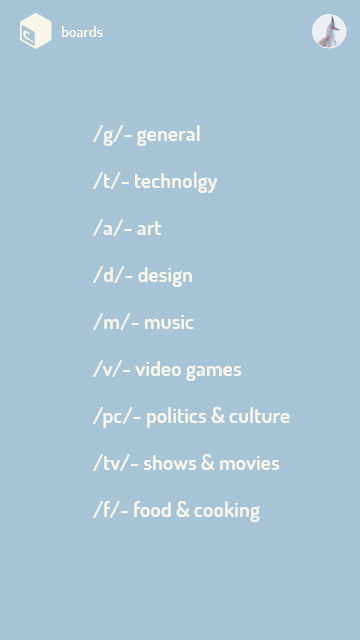 c.
boards
/g/- general
/t/- technolgy
/a/- art
/d/- design
/m/- music
/v/- video games
/pc/- politics & culture
/tv/- shows & movies
/f/- food & cooking